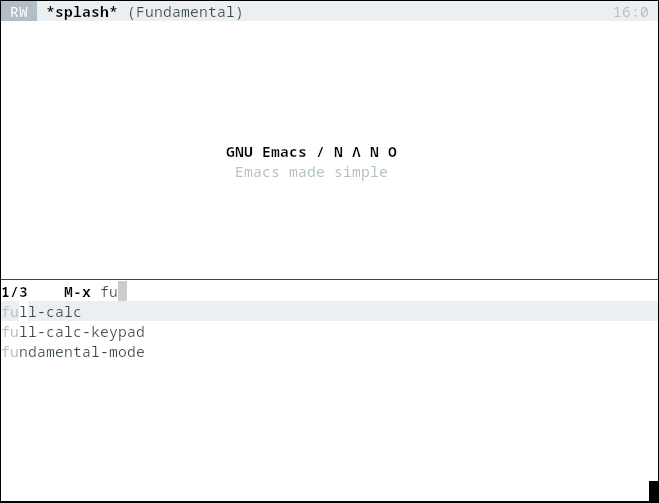 RW *splash* (Fundamental) 16:0
GNU Emacs / N Λ N O
Emacs made simple
1/3 M-x fu
full-calc
full-calc-keypad
fundamental-mode